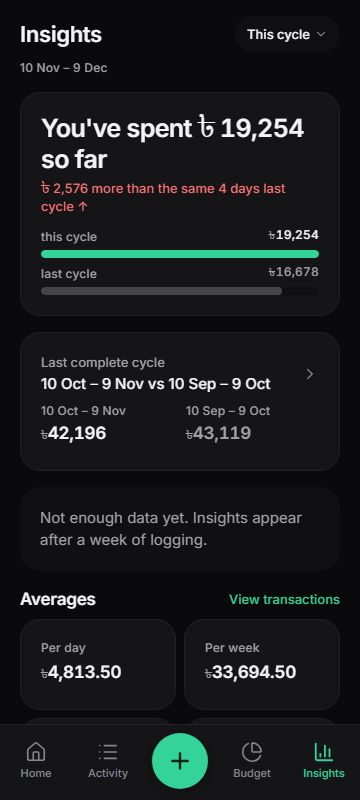 Insights
This cycle
10 Nov – 9 Dec
You've spent ৳ 19,254
so far
৳ 2,576 more than the same 4 days last
cycle ↑
this cycle ৳19,254
last cycle ৳16,678
Last complete cycle
10 Oct – 9 Nov vs 10 Sep – 9 Oct
10 Oct – 9 Nov 10 Sep – 9 Oct
৳42,196 ৳43,119
Not enough data yet. Insights appear
after a week of logging.
Averages View transactions
Per day Per week
৳4,813.50 ৳33,694.50
Home Activity Budget Insights